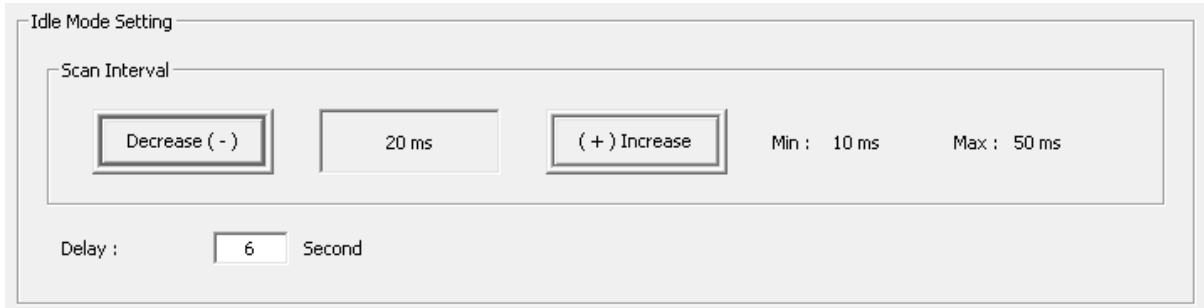 Idle Mode Setting
Scan Interval
Decrease ( - ) 20 ms ( + ) Increase Min : 10 ms Max : 50 ms
Delay : 6 Second